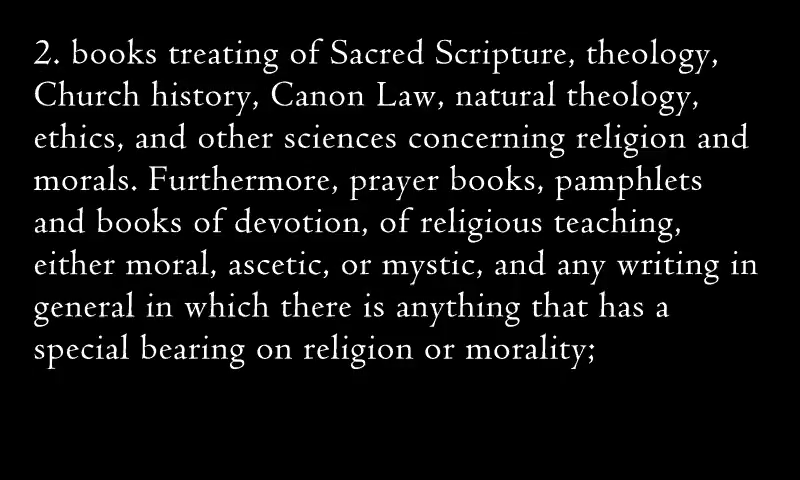 2. books treating of Sacred Scripture, theology,
Church history, Canon Law, natural theology,
ethics, and other sciences concerning religion and
morals. Furthermore, prayer books, pamphlets
and books of devotion, of religious teaching,
either moral, ascetic, or mystic, and any writing in
general in which there is anything that has a
special bearing on religion or morality;